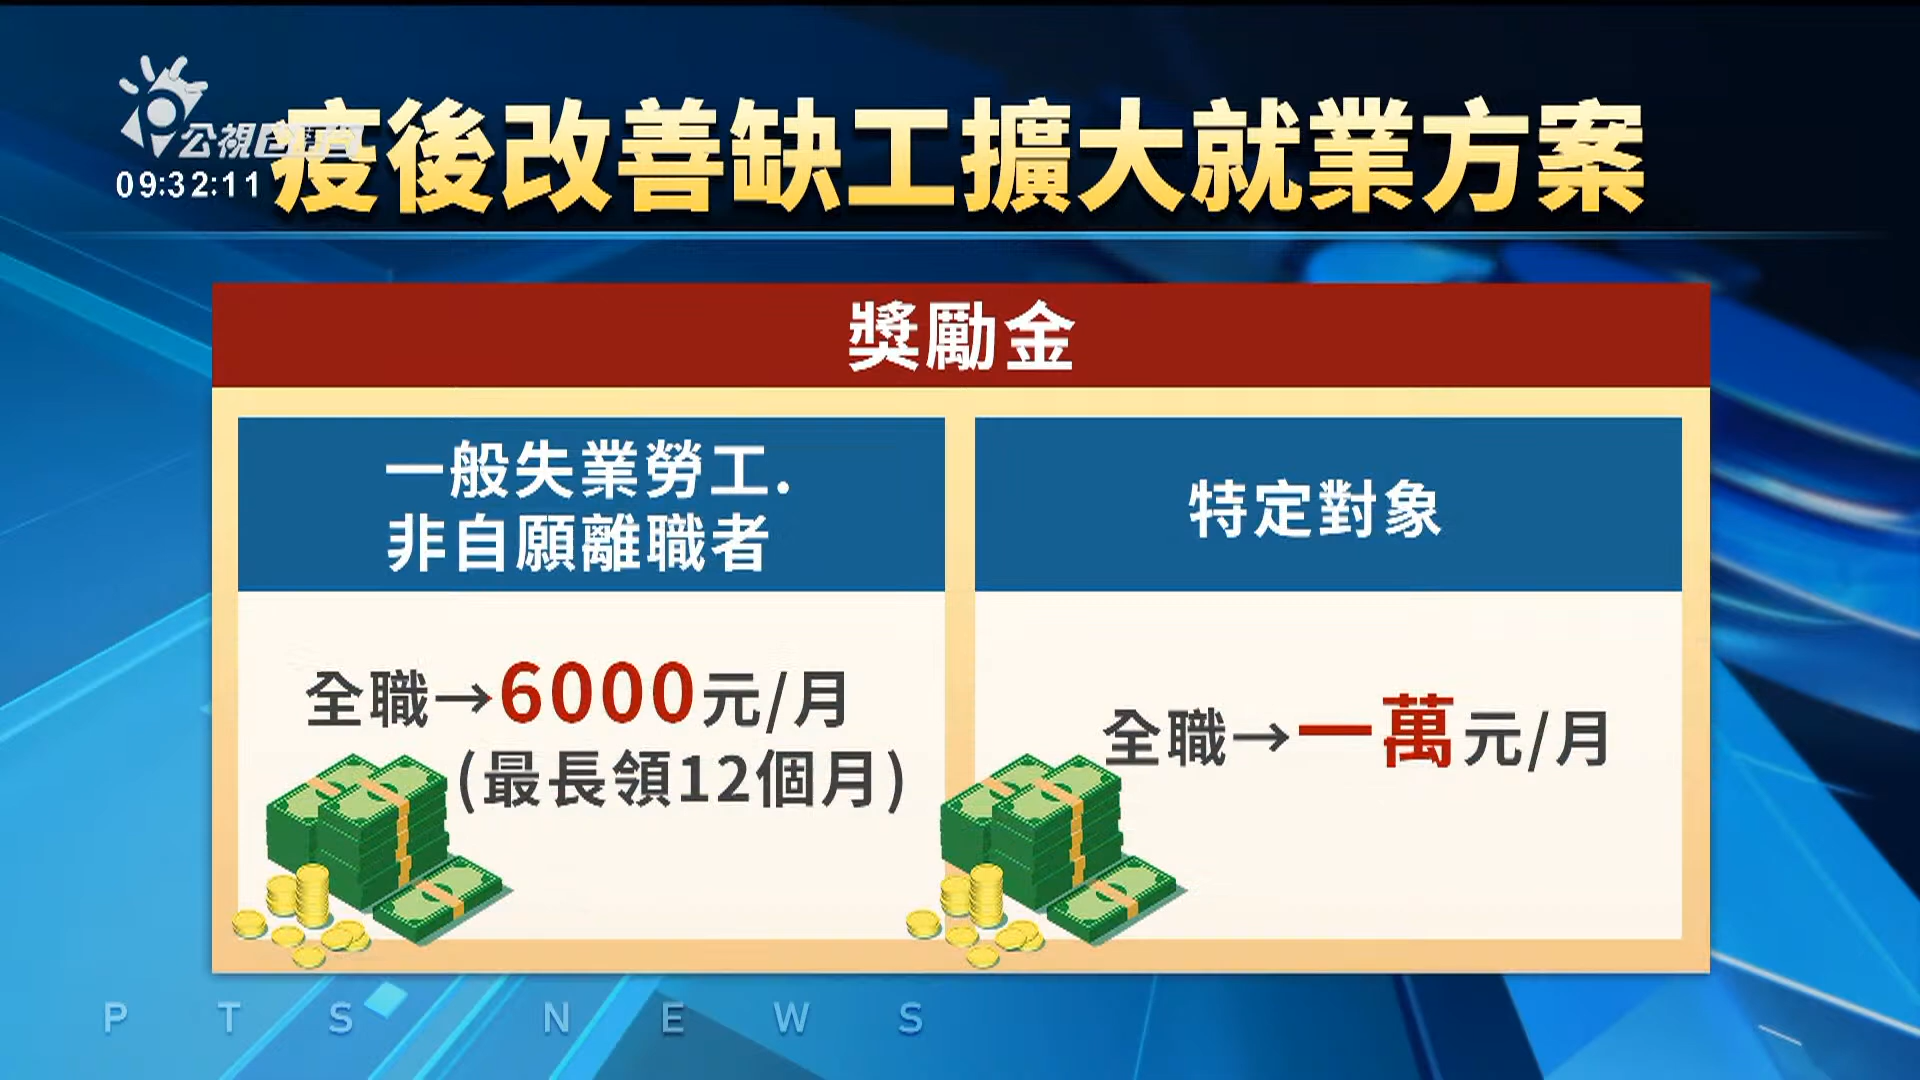 疫後改善缺工擴大就業方案
公視
09:32:11
獎勵金
一般失業勞工.
非自願離職者
特定對象
全職→6000元/月
(最長領12個月)
全職→一萬元/月
PTS NEWS